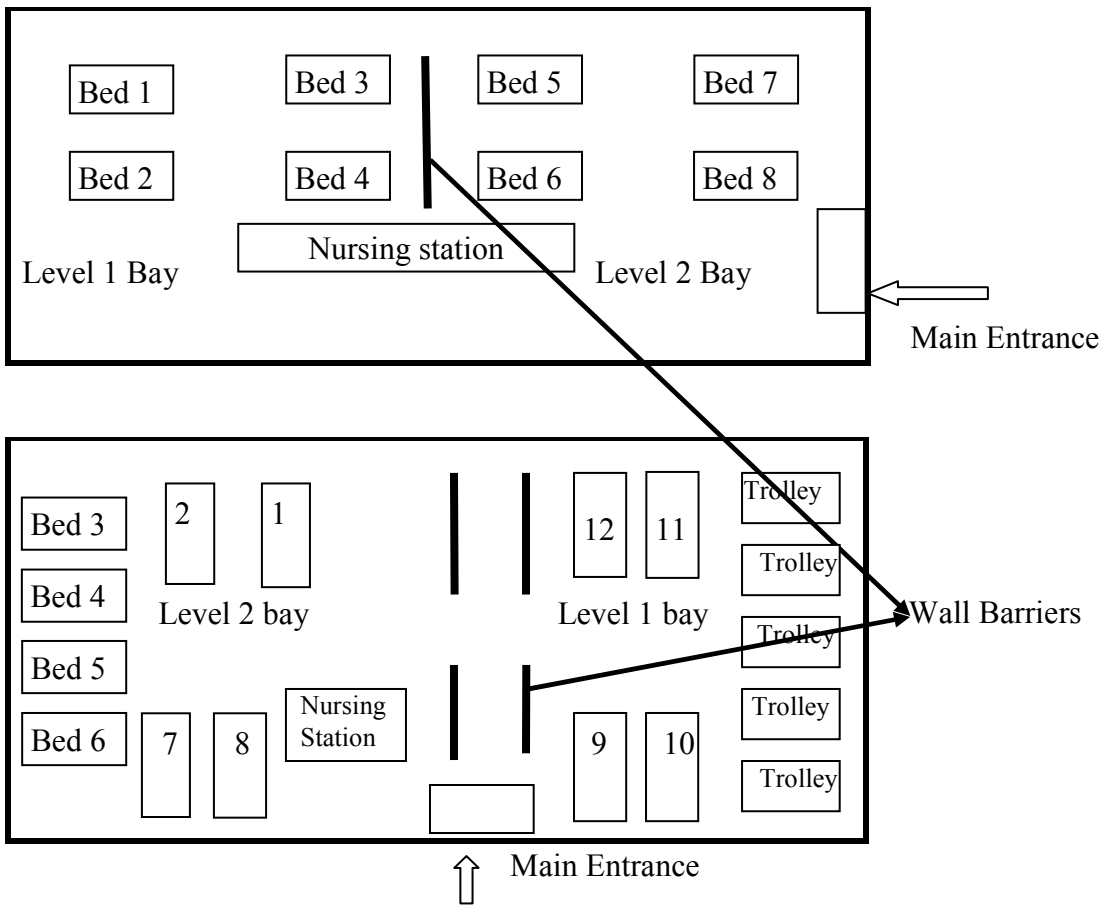 Bed 1
Bed 3
Bed 5
Bed 7
Bed 2
Bed 4
Bed 6
Bed 8
Nursing station
Level 1 Bay
Level 2 Bay
Main Entrance
Bed 3
2
1
12
11
Trolley
Bed 4
Trolley
Level 2 bay
Level 1 bay
Wall Barriers
Bed 5
Trolley
Nursing
Station
Trolley
Bed 6
7
8
9
10
Trolley
Main Entrance